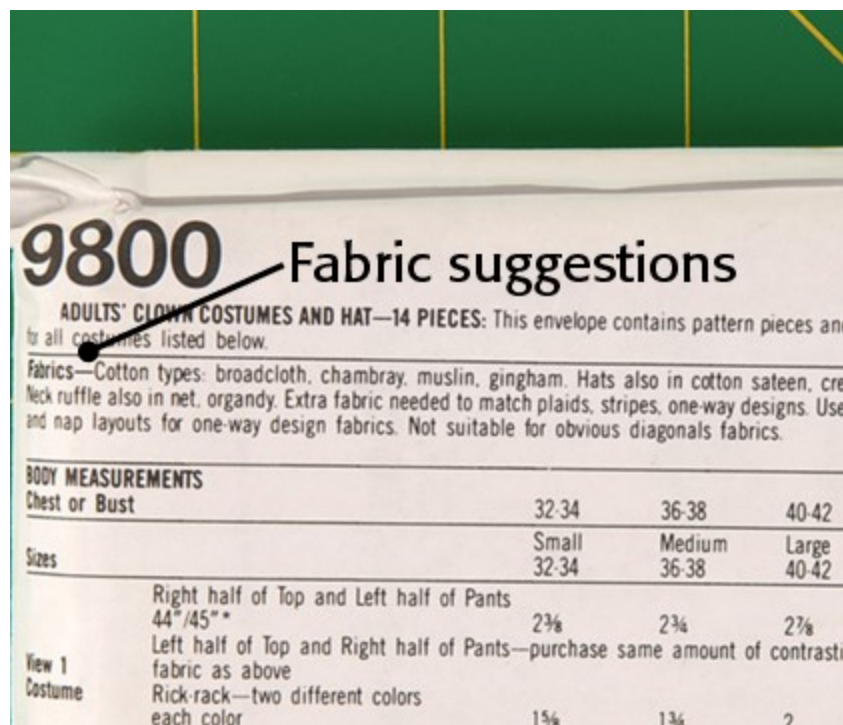 9800
Fabric suggestions
ADULTS' CLOWN COSTUMES AND HAT—14 PIECES: This envelope contains pattern pieces
for all costumes listed below.
Fabrics—Cotton types: broadcloth, chambray, muslin, gingham. Hats also in cotton sateen,
Neck ruffle also in net, organdy. Extra fabric needed to match plaids, stripes, one-way designs. Use
and nap layouts for one-way design fabrics. Not suitable for obvious diagonals fabrics.
BODY MEASUREMENTS
Chest or Bust 32-34 36-38 40-42
Small Medium Large
Sizes 32-34 36-38 40-42
Right half of Top and Left half of Pants
44"/45"* 2⅜ 2¾ 2⅞
Left half of Top and Right half of Pants—purchase same amount of
View 1 fabric as above
Costume Rick-rack—two different colors
each color 2